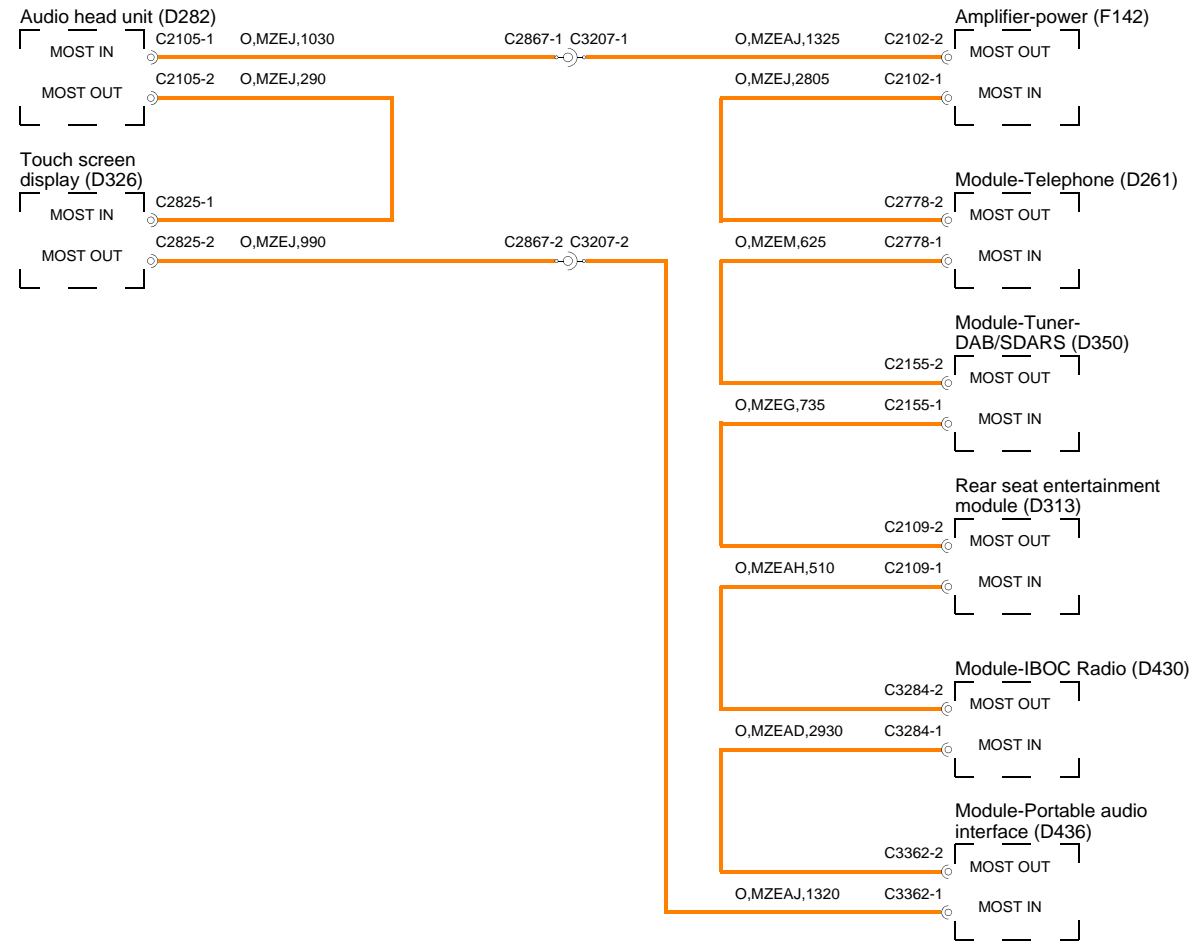 Audio head unit (D282)
MOST IN
C2105-1 O,MZEJ,1030
C2105-2 O,MZEJ,290
MOST OUT
Touch screen
display (D326)
MOST IN
C2825-1
C2825-2 O,MZEJ,990
MOST OUT
C2867-1 C3207-1
C2867-2 C3207-2
Amplifier-power (F142)
O,MZEAJ,1325 C2102-2
MOST OUT
O,MZEJ,2805 C2102-1
MOST IN
Module-Telephone (D261)
C2778-2
MOST OUT
O,MZEM,625 C2778-1
MOST IN
Module-Tuner-
DAB/SDARS (D350)
C2155-2
MOST OUT
O,MZEG,735 C2155-1
MOST IN
Rear seat entertainment
module (D313)
C2109-2
MOST OUT
O,MZEAH,510 C2109-1
MOST IN
Module-IBOC Radio (D430)
C3284-2
MOST OUT
O,MZEAD,2930 C3284-1
MOST IN
Module-Portable audio
interface (D436)
C3362-2
MOST OUT
O,MZEAJ,1320 C3362-1
MOST IN